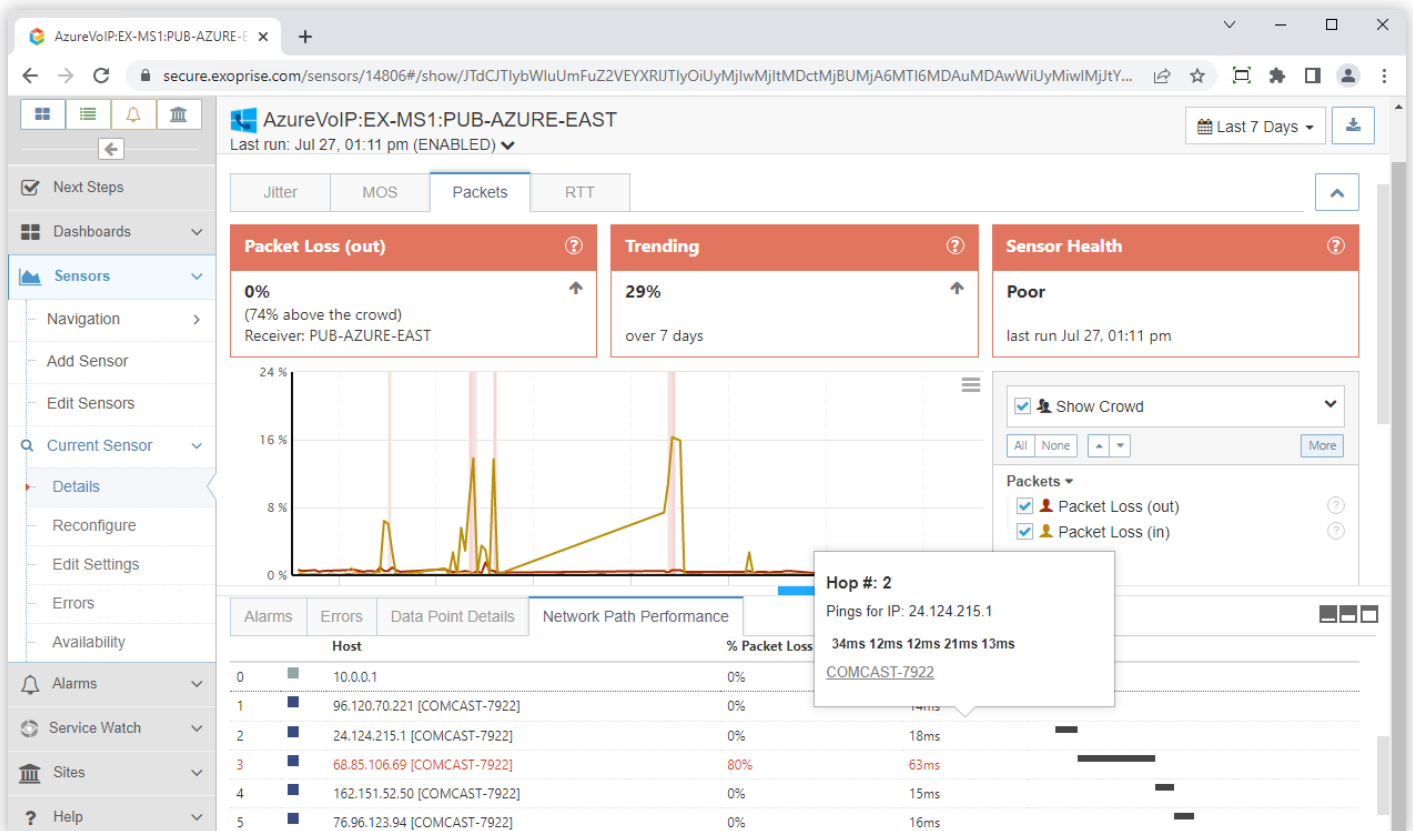 AzureVoIP:EX-MS1:PUB-AZURE-E
secure.exoprise.com/sensors/14806#/show/JTdCJTIybWluUmFuZ2VEYXRlJTIyOiUyMjIwMjItMDctMjBUMjA6MTI6MDAuMDAwWiUyMiwlMjJtY...
AzureVoIP:EX-MS1:PUB-AZURE-EAST
Last run: Jul 27, 01:11 pm (ENABLED)
Last 7 Days
Next Steps
Dashboards
Sensors
Navigation
Add Sensor
Edit Sensors
Current Sensor
Details
Reconfigure
Edit Settings
Errors
Availability
Alarms
Service Watch
Sites
? Help
Jitter MOS Packets RTT
Packet Loss (out) ?
0%
(74% above the crowd)
Receiver: PUB-AZURE-EAST
Trending ?
29%
over 7 days
Sensor Health ?
Poor
last run Jul 27, 01:11 pm
24 %
16 %
8 %
0 %
Show Crowd
All None More
Packets
Packet Loss (out) ?
Packet Loss (in) ?
Hop #: 2
Pings for IP: 24.124.215.1
34ms 12ms 12ms 21ms 13ms
COMCAST-7922
Alarms Errors Data Point Details Network Path Performance
Host % Packet Loss
0 10.0.0.1 0%
1 96.120.70.221 [COMCAST-7922] 0% 14ms
2 24.124.215.1 [COMCAST-7922] 0% 18ms
3 68.85.106.69 [COMCAST-7922] 80% 63ms
4 162.151.52.50 [COMCAST-7922] 0% 15ms
5 76.96.123.94 [COMCAST-7922] 0% 16ms